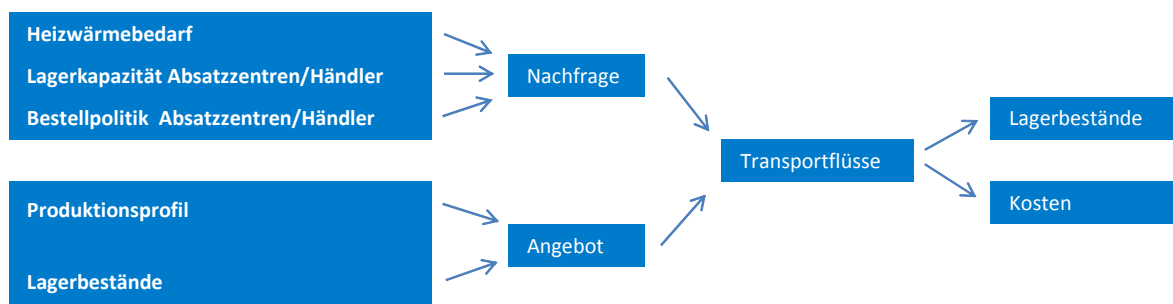 Heizwärmebedarf
Lagerkapazität Absatzzentren/Händler
Bestellpolitik Absatzzentren/Händler
Nachfrage
Produktionsprofil
Lagerbestände
Angebot
Transportflüsse
Lagerbestände
Kosten